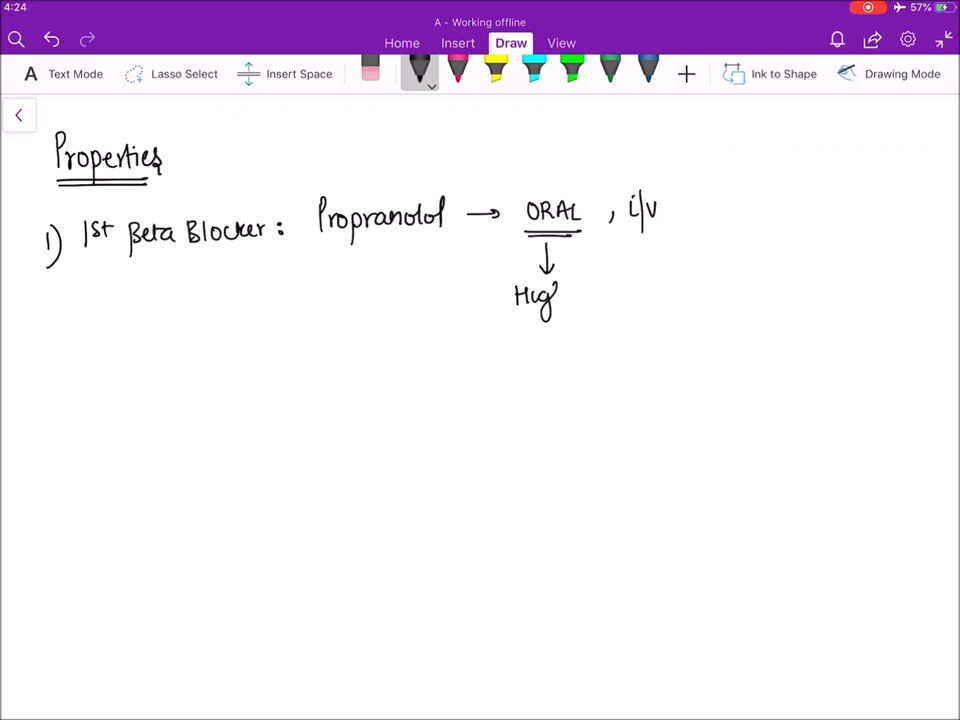 4:24
57%
A - Working offline
Home Insert Draw View
Text Mode Lasso Select Insert Space Ink to Shape Drawing Mode
Properties
1) 1st Beta Blocker : Propranolol → ORAL , i/v
↓